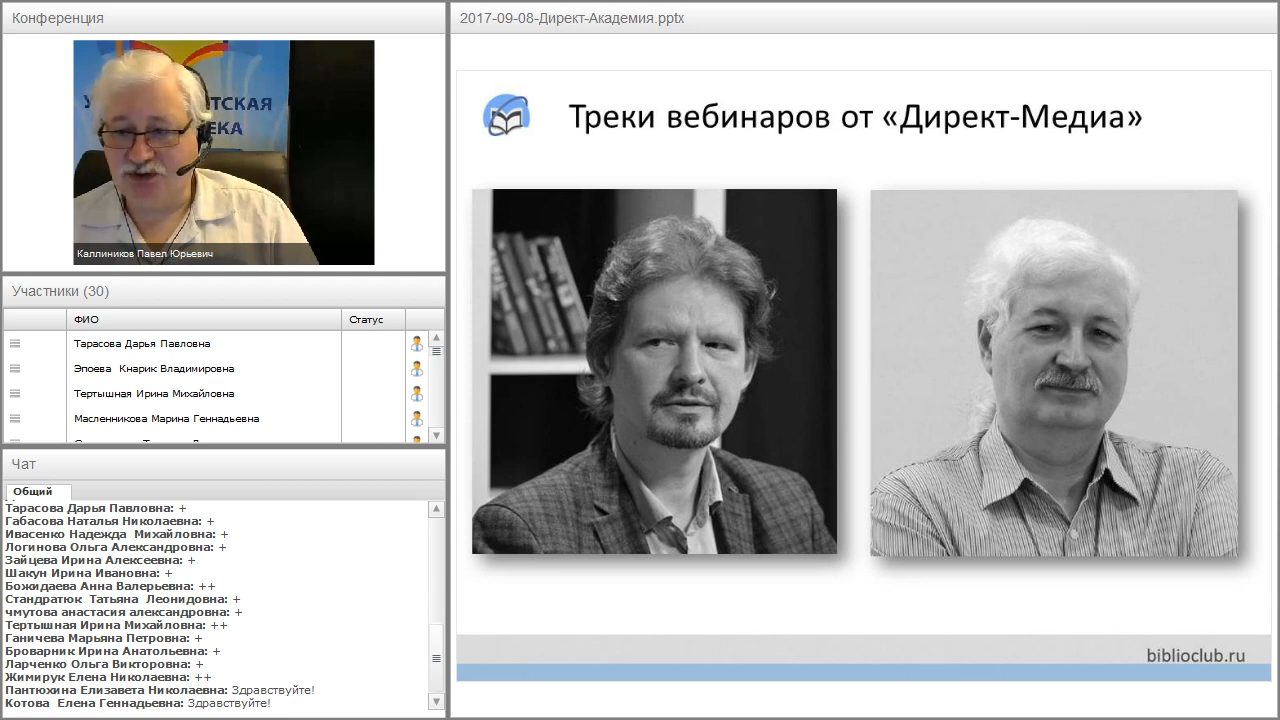 Конференция
ТСКАЯ
ЕКА
Каллиников Павел Юрьевич
Участники (30)
ФИО
Статус
Тарасова Дарья Павловна
Эпоева Кнарик Владимировна
Тертышная Ирина Михайловна
Масленникова Марина Геннадьевна
Чат
Общий
Тарасова Дарья Павловна: +
Габасова Наталья Николаевна: +
Ивасенко Надежда Михайловна: +
Логинова Ольга Александровна: +
Зайцева Ирина Алексеевна: +
Шакун Ирина Ивановна: +
Божидаева Анна Валерьевна: ++
Стандратюк Татьяна Леонидовна: +
чмутова анастасия александровна: +
Тертышная Ирина Михайловна: ++
Ганичева Марьяна Петровна: +
Броварник Ирина Анатольевна: +
Ларченко Ольга Викторовна: +
Жимирук Елена Николаевна: ++
Пантюхина Елизавета Николаевна: Здравствуйте!
Котова Елена Геннадьевна: Здравствуйте!
2017-09-08-Директ-Академия.pptx
Треки вебинаров от «Директ-Медиа»
biblioclub.ru